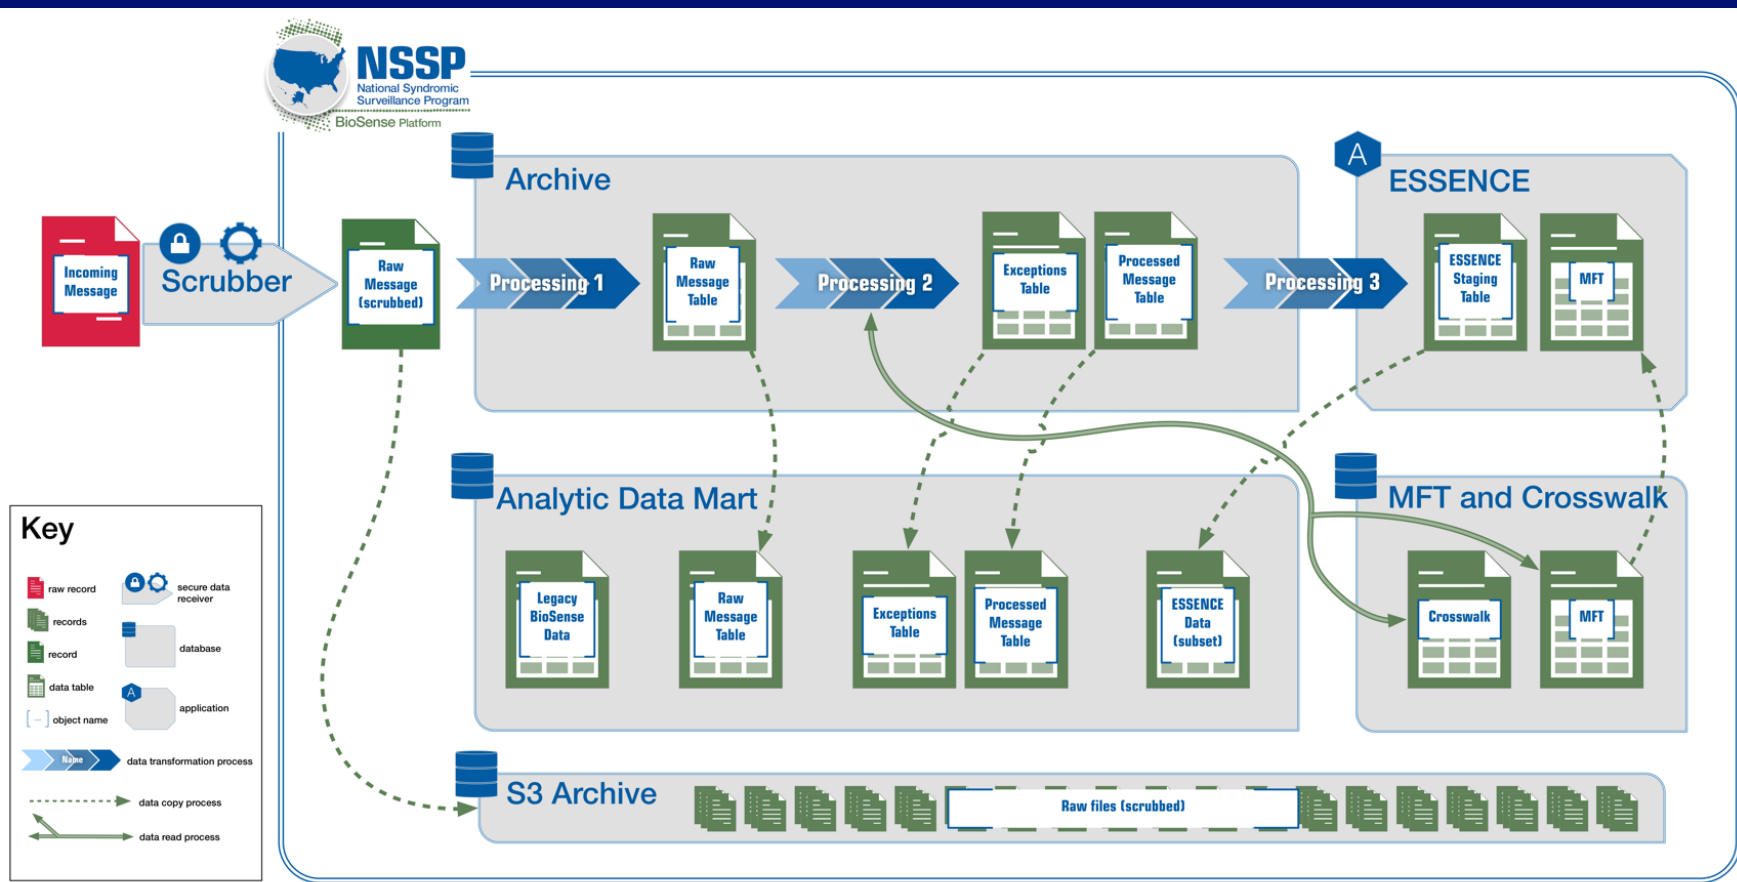 NSSP
National Syndromic
Surveillance Program
BioSense Platform
Incoming
Message
Scrubber
Raw
Message
(scrubbed)
Archive
Processing 1
Raw
Message
Table
Processing 2
Exceptions
Table
Processed
Message
Table
Processing 3
A
ESSENCE
ESSENCE
Staging
Table
MFT
Analytic Data Mart
Legacy
BioSense
Data
Raw
Message
Table
Exceptions
Table
Processed
Message
Table
ESSENCE
Data
(subset)
MFT and Crosswalk
Crosswalk
MFT
S3 Archive
Raw files (scrubbed)
Key
raw record
secure data
receiver
records
database
record
data table
A
application
[...] object name
Name
data transformation process
data copy process
data read process